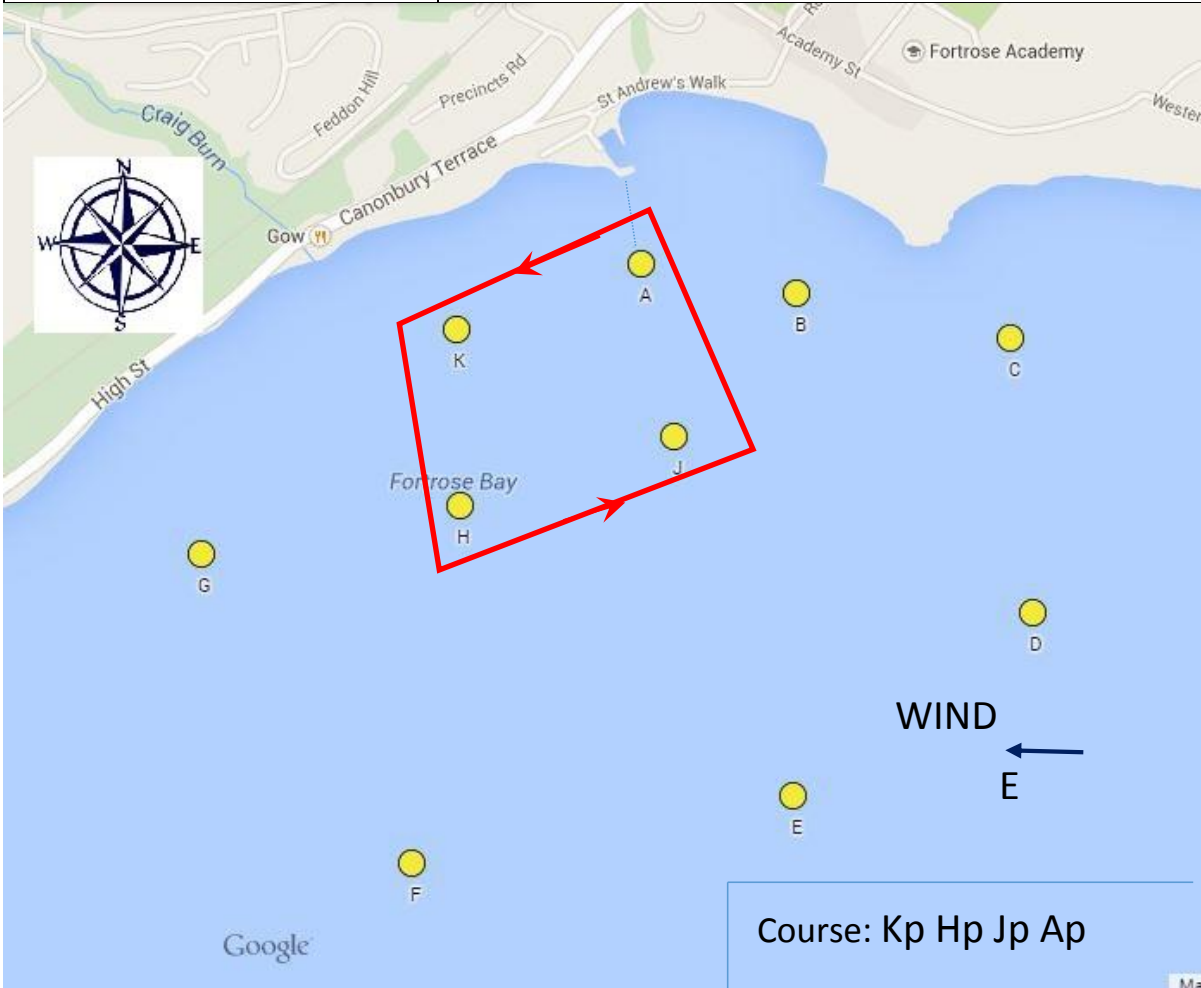 Academy St
Fortrose Academy
Precincts Rd
St Andrew's Walk
Feddon Hill
Wester
Craig Burn
Canonbury Terrace
N
W
E
S
Gow
High St
A
B
K
C
J
Fortrose Bay
H
G
D
WIND
E
E
F
Course: Kp Hp Jp Ap
Google